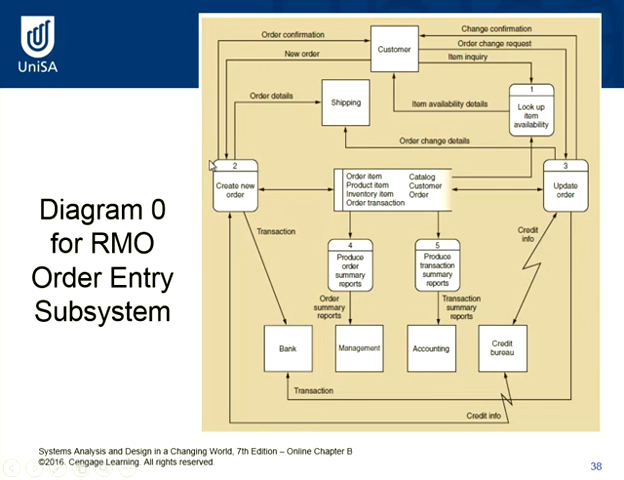 UniSA
Diagram 0
for RMO
Order Entry
Subsystem
Order confirmation
New order
Customer
Change confirmation
Order change request
Item inquiry
Order details
Shipping
Item availability details
1
Look up
item
availability
Order change details
2
Create new
order
Order item
Product item
Inventory item
Order transaction
Catalog
Customer
Order
3
Update
order
Transaction
4
Produce
order
summary
reports
5
Produce
transaction
summary
reports
Credit
info
Order
summary
reports
Transaction
summary
reports
Bank
Management
Accounting
Credit
bureau
Transaction
Credit info
Systems Analysis and Design in a Changing World, 7th Edition – Online Chapter B
©2016. Cengage Learning. All rights reserved.
38